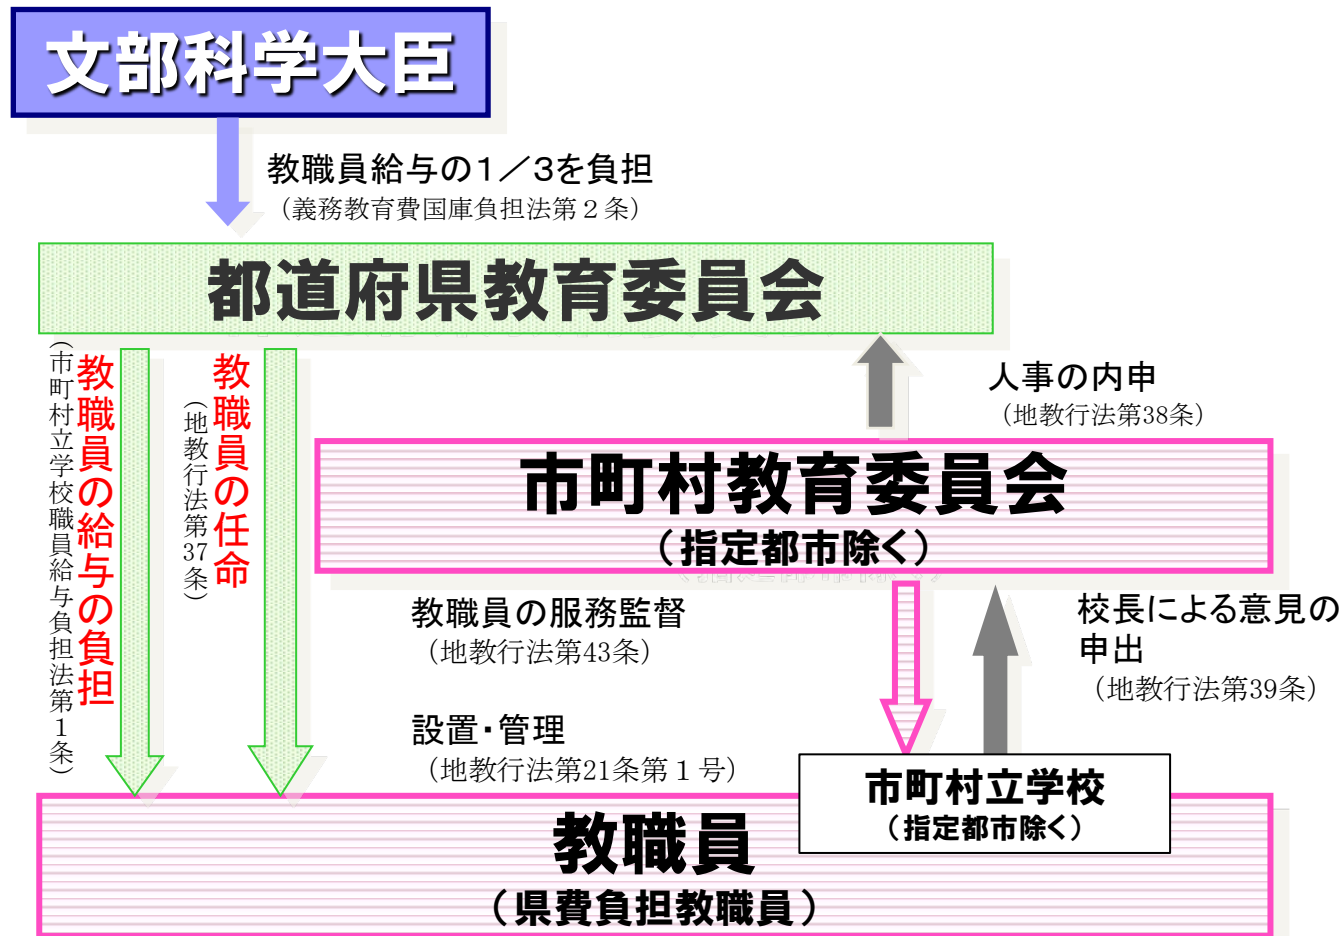 文部科学大臣
教職員給与の1／3を負担
（義務教育費国庫負担法第２条）
都道府県教育委員会
教職員の給与の負担
（市町村立学校職員給与負担法第１条）
教職員の任命
（地教行法第37条）
人事の内申
（地教行法第38条）
市町村教育委員会
（指定都市除く）
教職員の服務監督
（地教行法第43条）
校長による意見の
申出
（地教行法第39条）
設置・管理
（地教行法第21条第１号）
市町村立学校
（指定都市除く）
教職員
（県費負担教職員）